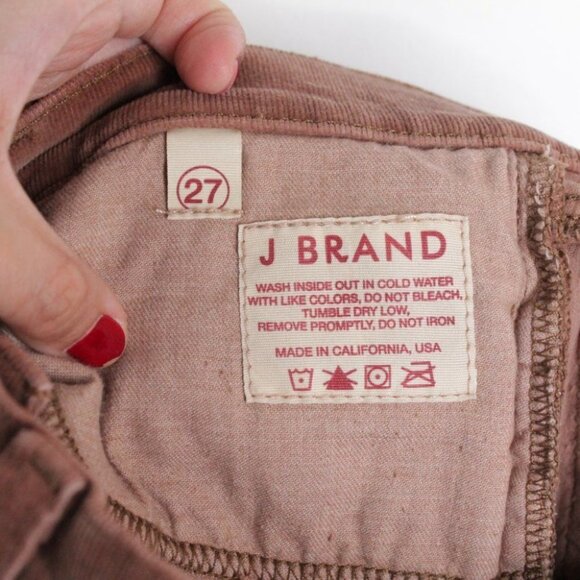 27
J BRAND
WASH INSIDE OUT IN COLD WATER
WITH LIKE COLORS, DO NOT BLEACH.
TUMBLE DRY LOW,
REMOVE PROMPTLY, DO NOT IRON
MADE IN CALIFORNIA, USA